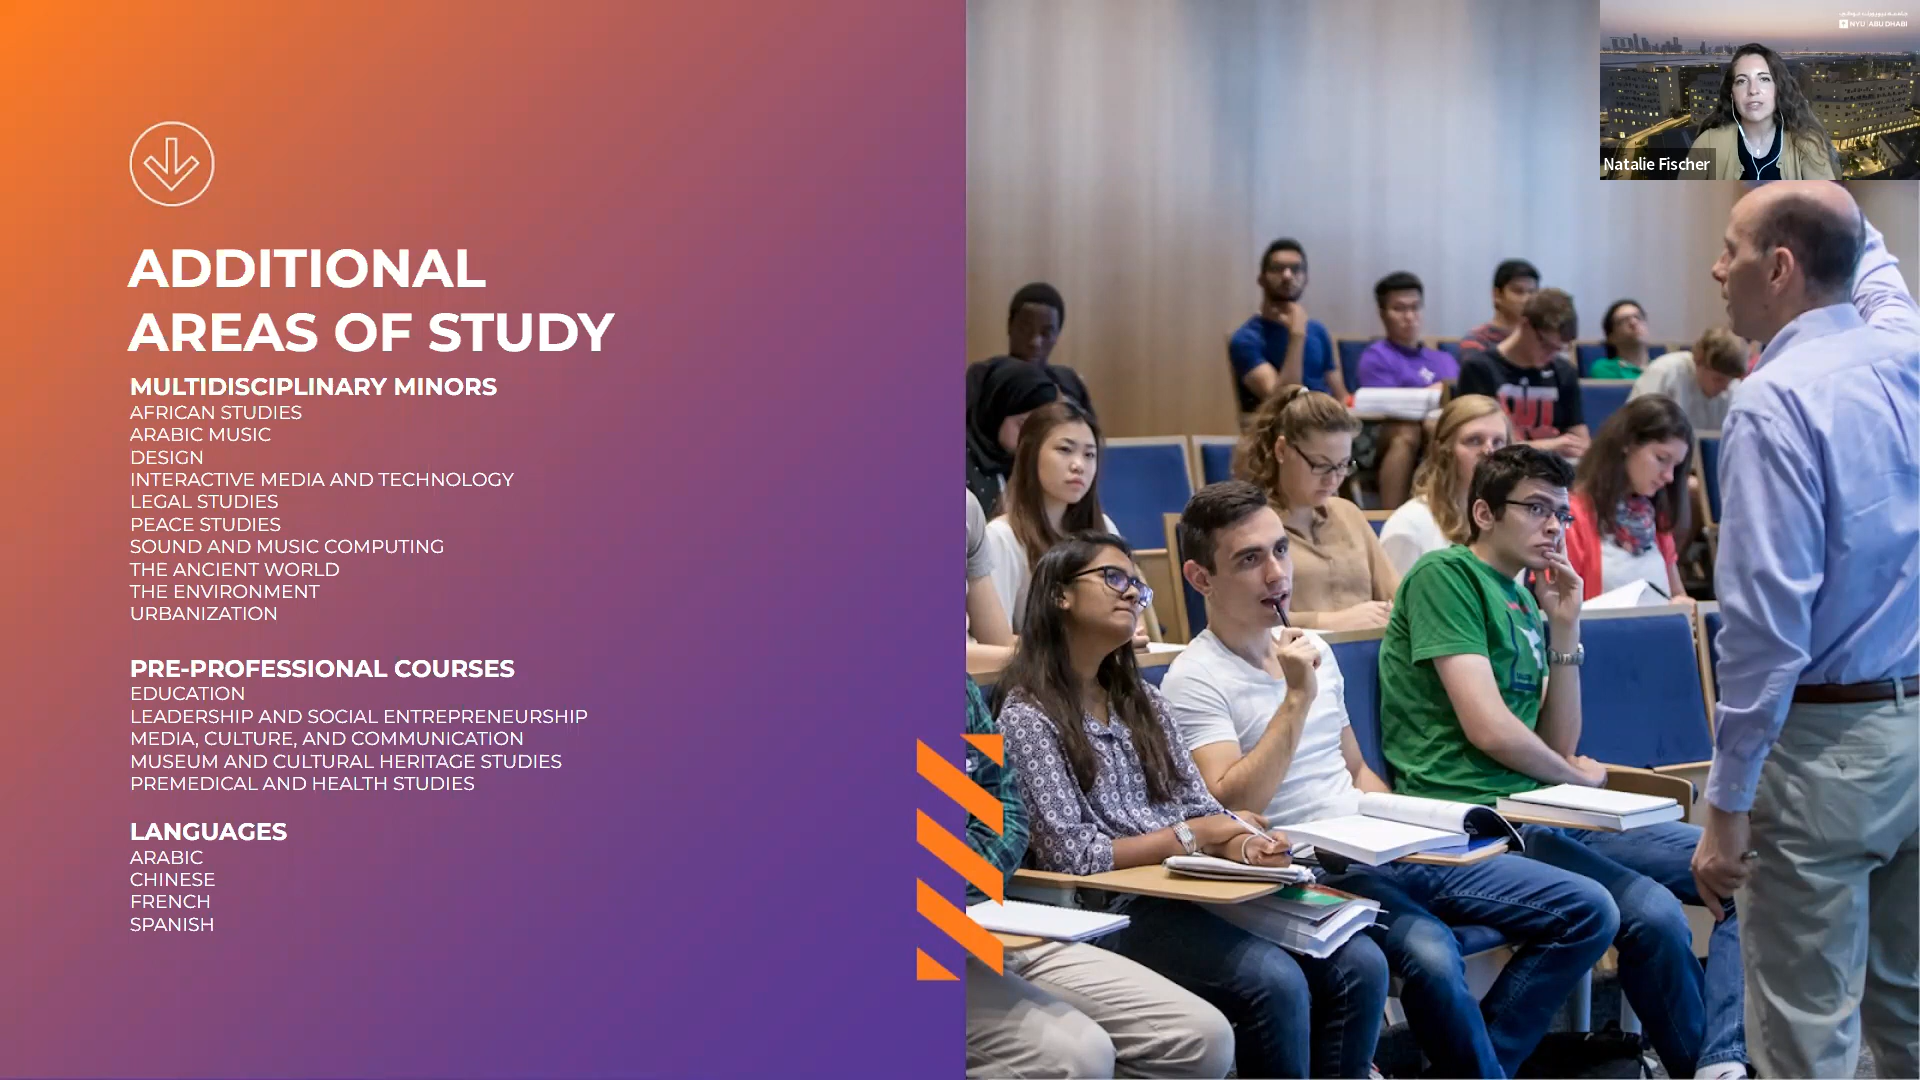 ADDITIONAL
AREAS OF STUDY
MULTIDISCIPLINARY MINORS
AFRICAN STUDIES
ARABIC MUSIC
DESIGN
INTERACTIVE MEDIA AND TECHNOLOGY
LEGAL STUDIES
PEACE STUDIES
SOUND AND MUSIC COMPUTING
THE ANCIENT WORLD
THE ENVIRONMENT
URBANIZATION
PRE-PROFESSIONAL COURSES
EDUCATION
LEADERSHIP AND SOCIAL ENTREPRENEURSHIP
MEDIA, CULTURE, AND COMMUNICATION
MUSEUM AND CULTURAL HERITAGE STUDIES
PREMEDICAL AND HEALTH STUDIES
LANGUAGES
ARABIC
CHINESE
FRENCH
SPANISH
NYU ABU DHABI
Natalie Fischer